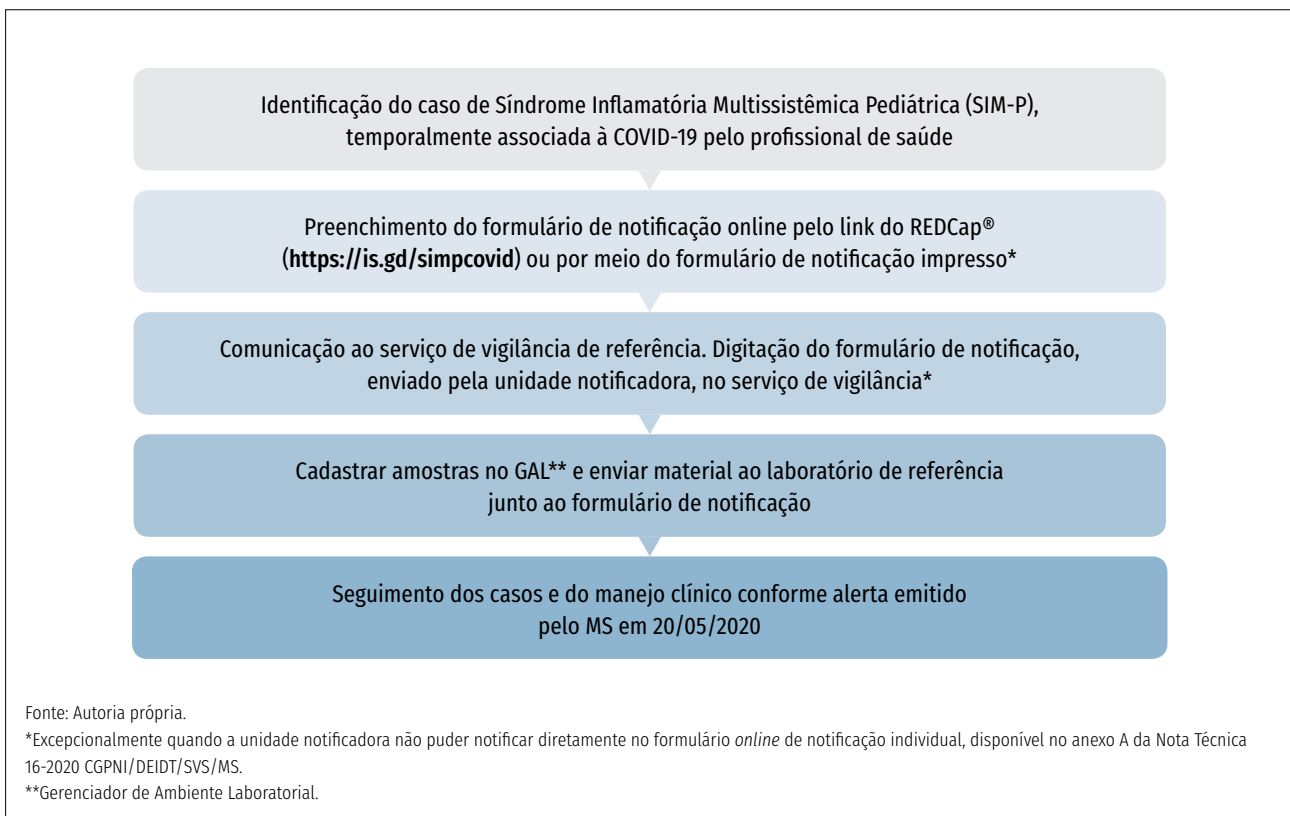 Identificação do caso de Síndrome Inflamatória Multissistêmica Pediátrica (SIM-P),
temporalmente associada à COVID-19 pelo profissional de saúde
Preenchimento do formulário de notificação online pelo link do REDCap®
(https://is.gd/simpcovid) ou por meio do formulário de notificação impresso*
Comunicação ao serviço de vigilância de referência. Digitação do formulário de notificação,
enviado pela unidade notificadora, no serviço de vigilância*
Cadastrar amostras no GAL** e enviar material ao laboratório de referência
junto ao formulário de notificação
Seguimento dos casos e do manejo clínico conforme alerta emitido
pelo MS em 20/05/2020
Fonte: Autoria própria.
*Excepcionalmente quando a unidade notificadora não puder notificar diretamente no formulário online de notificação individual, disponível no anexo A da Nota Técnica
16-2020 CGPNI/DEIDT/SVS/MS.
**Gerenciador de Ambiente Laboratorial.